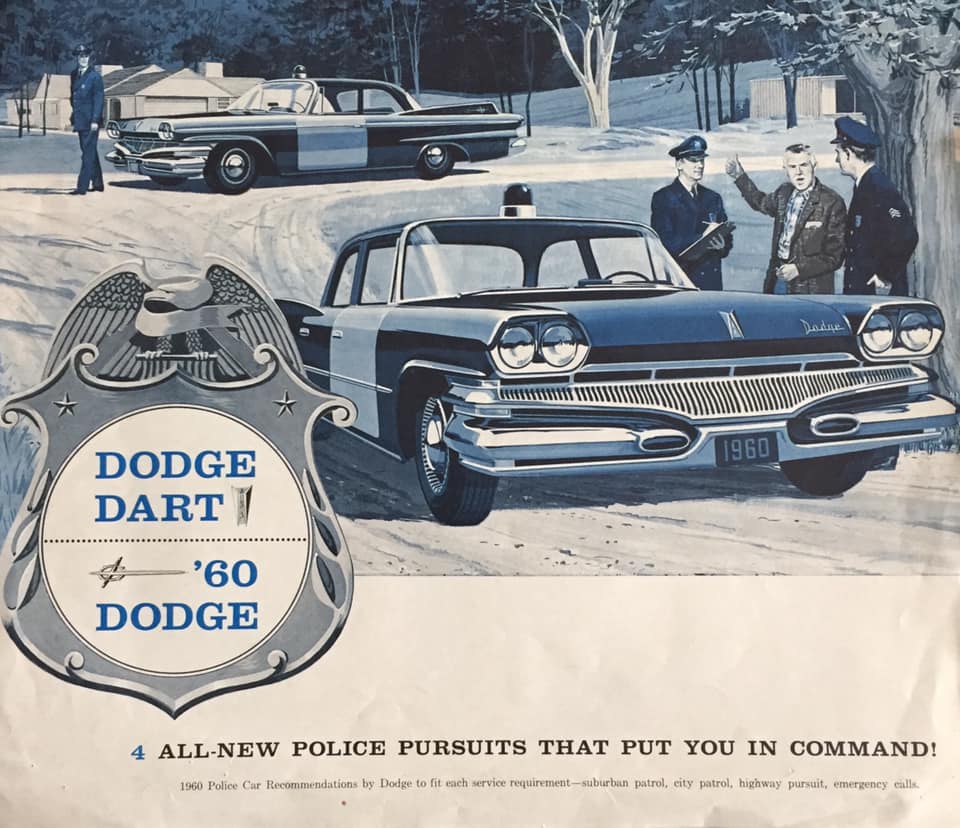 Dodge
1960
DODGE
DART
'60
DODGE
4 ALL-NEW POLICE PURSUITS THAT PUT YOU IN COMMAND!
1960 Police Car Recommendations by Dodge to fit each service requirement—suburban patrol, city patrol, highway pursuit, emergency calls.